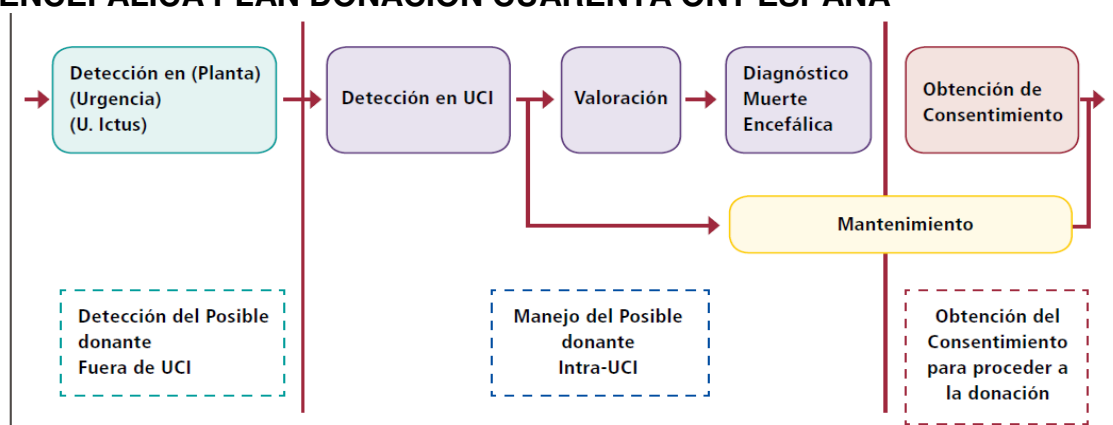 ENCEFÁLICA PLAN DONACIÓN CUARENTA ONT ESPAÑA
Detección en (Planta)
(Urgencia)
(U. Ictus)
Detección en UCI
Valoración
Diagnóstico
Muerte
Encefálica
Obtención de
Consentimiento
Mantenimiento
Detección del Posible
donante
Fuera de UCI
Manejo del Posible
donante
Intra-UCI
Obtención del
Consentimiento
para proceder a
la donación